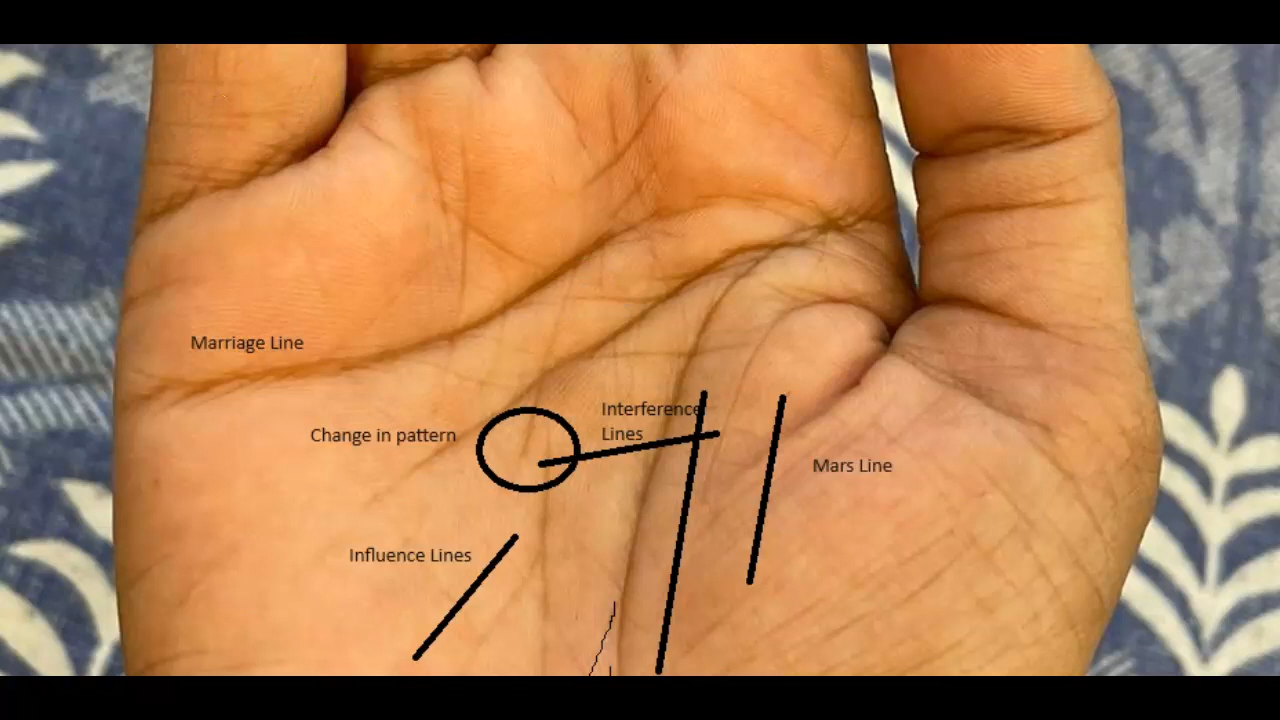 Marriage Line
Interference
Lines
Change in pattern
Mars Line
Influence Lines